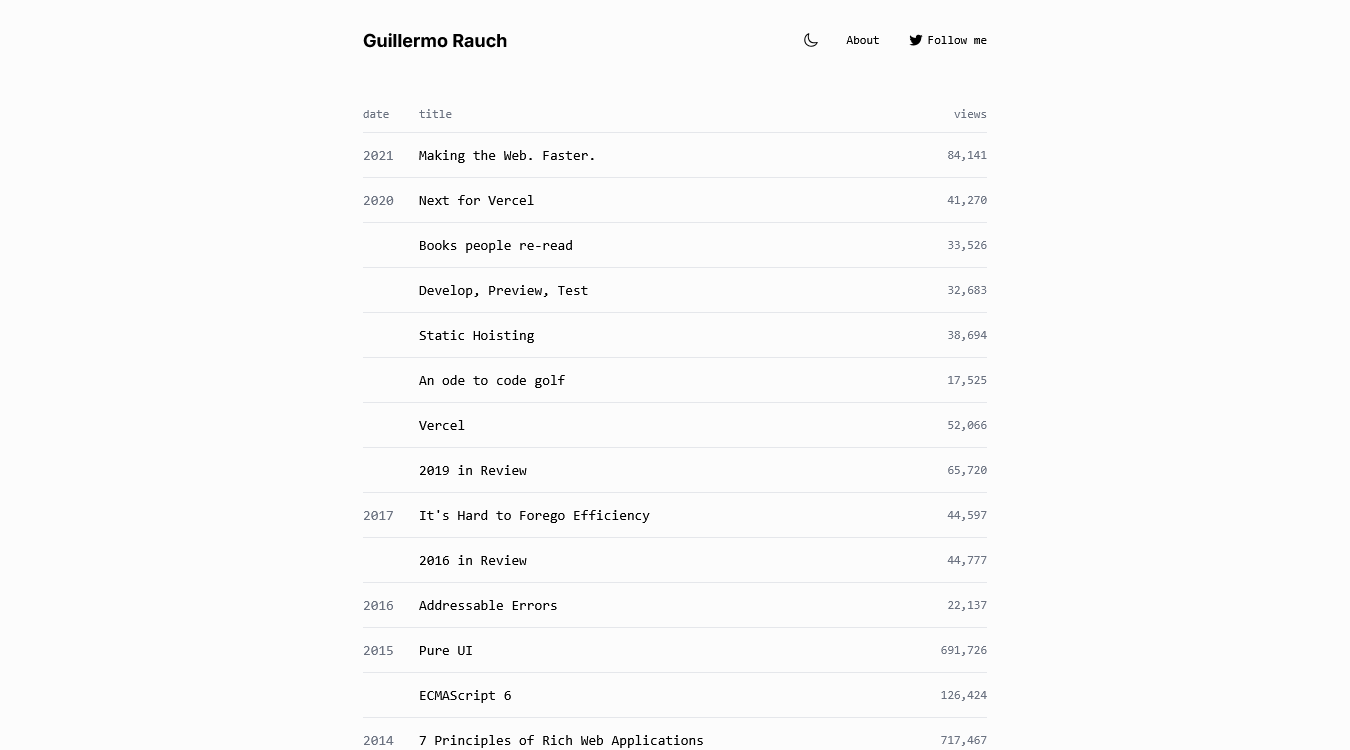 Guillermo Rauch About Follow me
date title views
2021 Making the Web. Faster. 84,141
2020 Next for Vercel 41,270
Books people re-read 33,526
Develop, Preview, Test 32,683
Static Hoisting 38,694
An ode to code golf 17,525
Vercel 52,066
2019 in Review 65,720
2017 It's Hard to Forego Efficiency 44,597
2016 in Review 44,777
2016 Addressable Errors 22,137
2015 Pure UI 691,726
ECMAScript 6 126,424
2014 7 Principles of Rich Web Applications 717,467